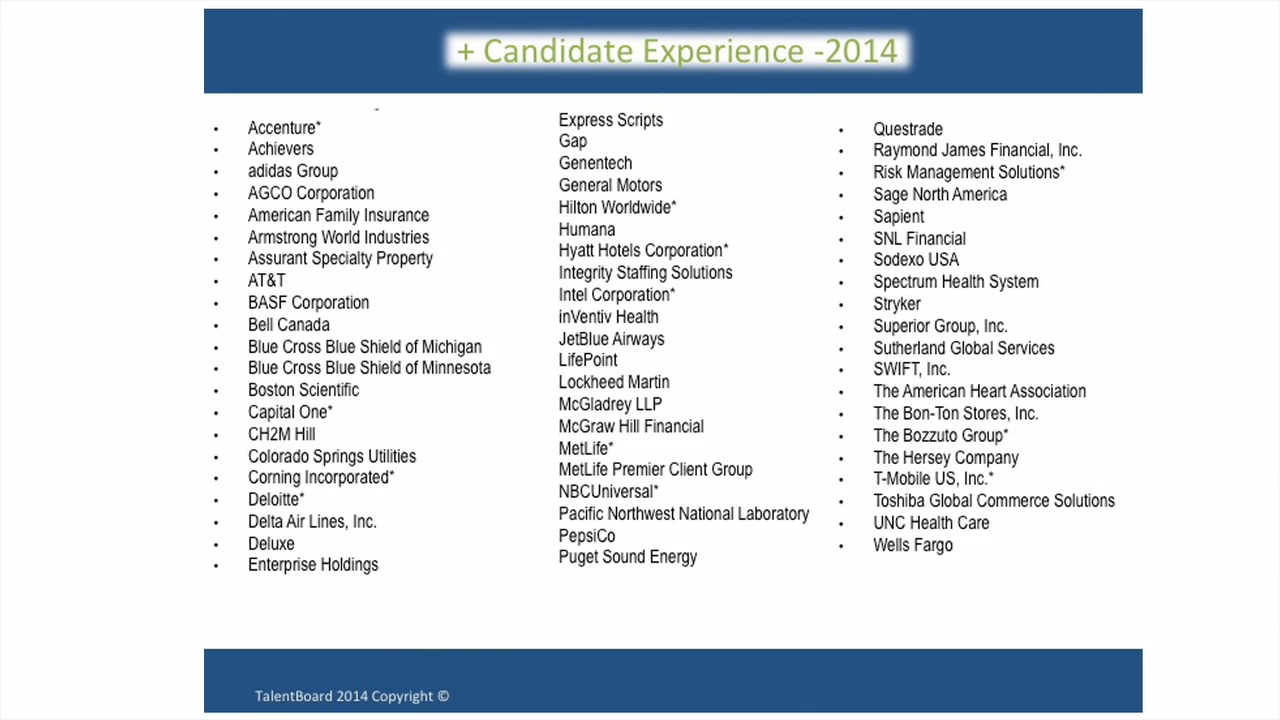 + Candidate Experience -2014
• Accenture*
• Achievers
• adidas Group
• AGCO Corporation
• American Family Insurance
• Armstrong World Industries
• Assurant Specialty Property
• AT&T
• BASF Corporation
• Bell Canada
• Blue Cross Blue Shield of Michigan
• Blue Cross Blue Shield of Minnesota
• Boston Scientific
• Capital One*
• CH2M Hill
• Colorado Springs Utilities
• Corning Incorporated*
• Deloitte*
• Delta Air Lines, Inc.
• Deluxe
• Enterprise Holdings
Express Scripts
Gap
Genentech
General Motors
Hilton Worldwide*
Humana
Hyatt Hotels Corporation*
Integrity Staffing Solutions
Intel Corporation*
inVentiv Health
JetBlue Airways
LifePoint
Lockheed Martin
McGladrey LLP
McGraw Hill Financial
MetLife*
MetLife Premier Client Group
NBCUniversal*
Pacific Northwest National Laboratory
PepsiCo
Puget Sound Energy
• Questrade
• Raymond James Financial, Inc.
• Risk Management Solutions*
• Sage North America
• Sapient
• SNL Financial
• Sodexo USA
• Spectrum Health System
• Stryker
• Superior Group, Inc.
• Sutherland Global Services
• SWIFT, Inc.
• The American Heart Association
• The Bon-Ton Stores, Inc.
• The Bozzuto Group*
• The Hersey Company
• T-Mobile US, Inc.*
• Toshiba Global Commerce Solutions
• UNC Health Care
• Wells Fargo
TalentBoard 2014 Copyright ©